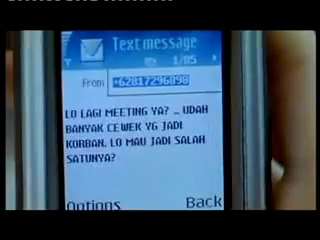 Text message
1/85
From +62817296898
LO LAGI MEETING YA? .. UDAH
BANYAK CEWEK YG JADI
KORBAN. LO MAU JADI SALAH
SATUNYA?
Options Back